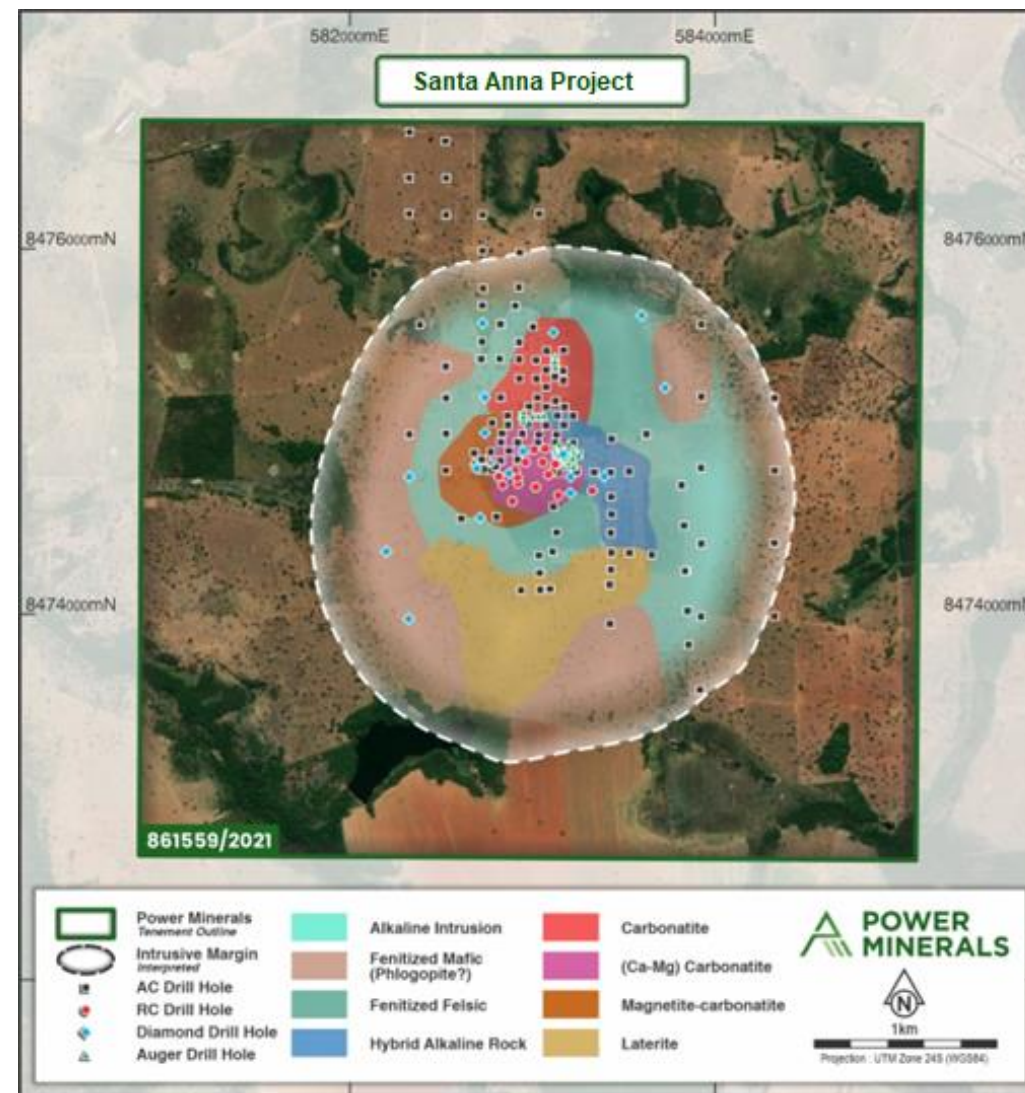 582000mE
584000mE
Santa Anna Project
8476000mN
8476000mN
8474000mN
8474000mN
861559/2021
Power Minerals
Tenement Outline
Intrusive Margin
Interpreted
AC Drill Hole
RC Drill Hole
Diamond Drill Hole
Auger Drill Hole
Alkaline Intrusion
Fenitized Mafic
(Phlogopite?)
Fenitized Felsic
Hybrid Alkaline Rock
Carbonatite
(Ca-Mg) Carbonatite
Magnetite-carbonatite
Laterite
POWER
MINERALS
N
1km
Projection : UTM Zone 24S (WGS84)